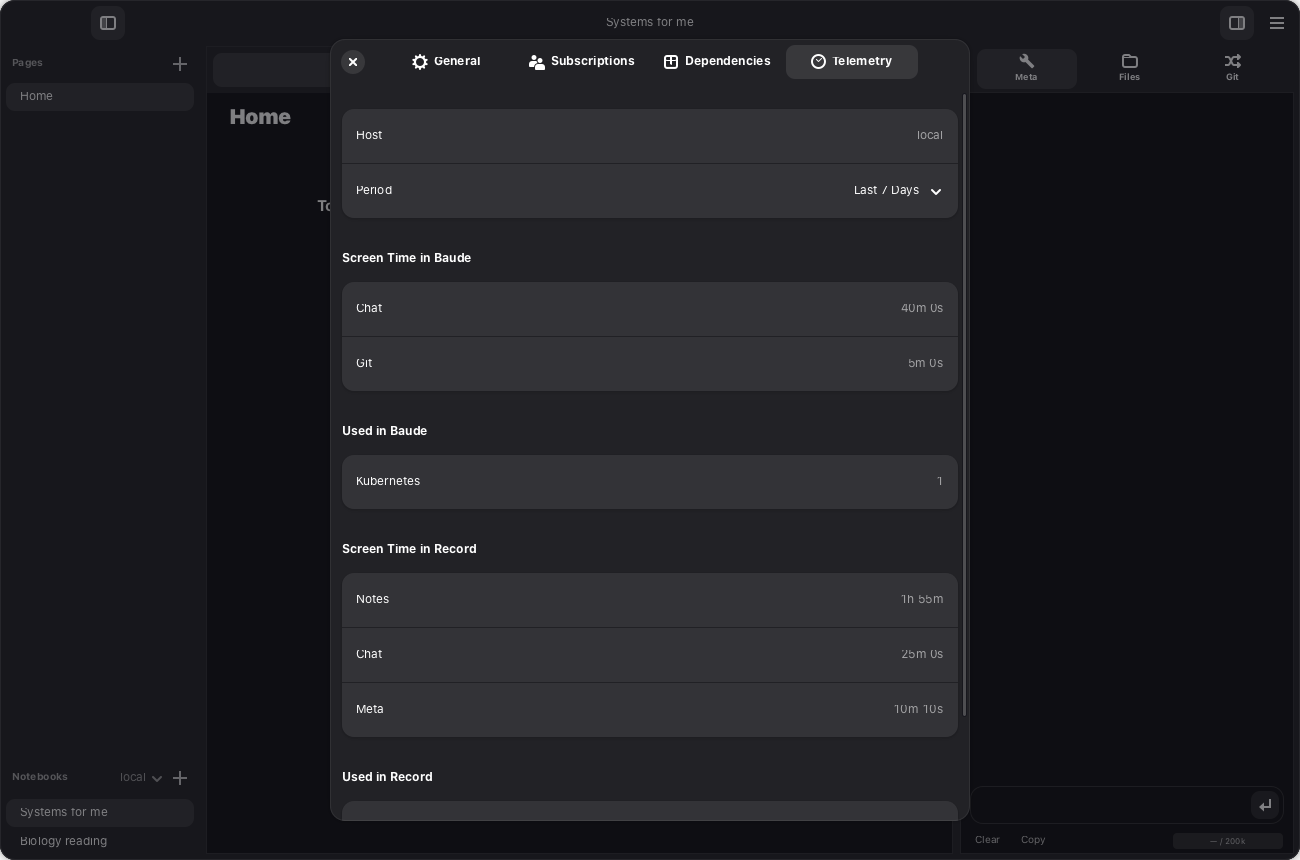 Systems for me
Pages
Home
Home
To
General
Subscriptions
Dependencies
Telemetry
Host
local
Period
Last 7 Days
Screen Time in Baude
Chat
40m 0s
Git
5m 0s
Used in Baude
Kubernetes
1
Screen Time in Record
Notes
1h 55m
Chat
25m 0s
Meta
10m 10s
Used in Record
Meta
Files
Git
Notebooks
local
Systems for me
Biology reading
Clear
Copy
— / 200k